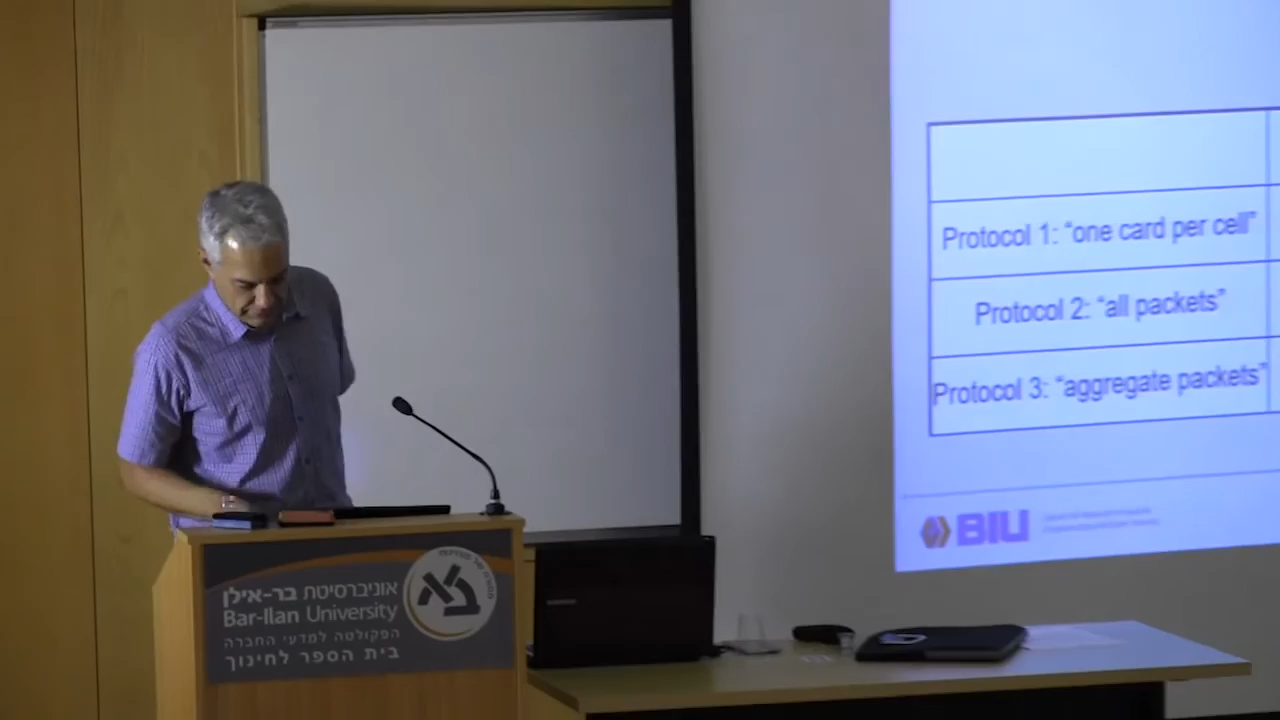 Protocol 1: “one card per cell”
Protocol 2: “all packets”
Protocol 3: “aggregate packets”
BIU
אוניברסיטת בר-אילן
Bar-Ilan University
הפקולטה למדעי החברה
בית הספר לחינוך